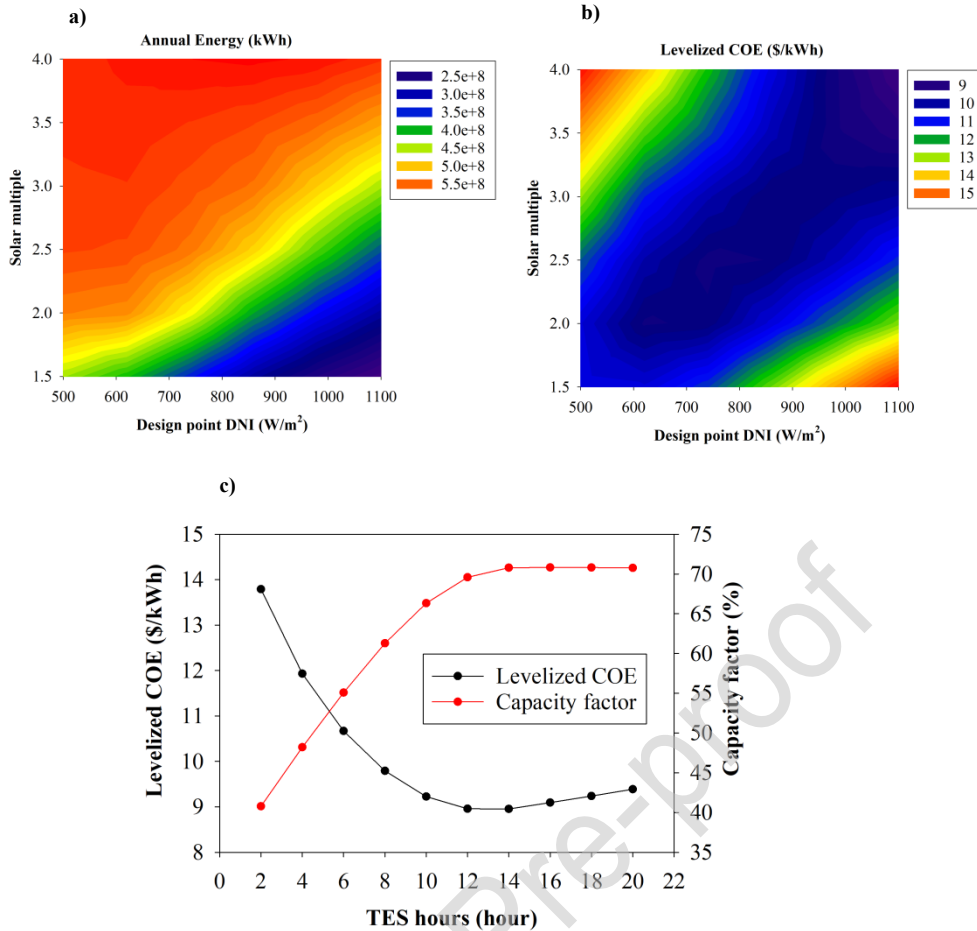 a)
Annual Energy (kWh)
4.0
3.5
3.0
2.5
2.0
1.5
Solar multiple
500 600 700 800 900 1000 1100
Design point DNI (W/m²)
2.5e+8
3.0e+8
3.5e+8
4.0e+8
4.5e+8
5.0e+8
5.5e+8
b)
Levelized COE ($/kWh)
4.0
3.5
3.0
2.5
2.0
1.5
Solar multiple
500 600 700 800 900 1000 1100
Design point DNI (W/m²)
9
10
11
12
13
14
15
c)
15
14
13
12
11
10
9
8
Levelized COE ($/kWh)
Levelized COE
Capacity factor
75
70
65
60
55
50
45
40
35
Capacity factor (%)
0 2 4 6 8 10 12 14 16 18 20 22
TES hours (hour)
Pre-proof